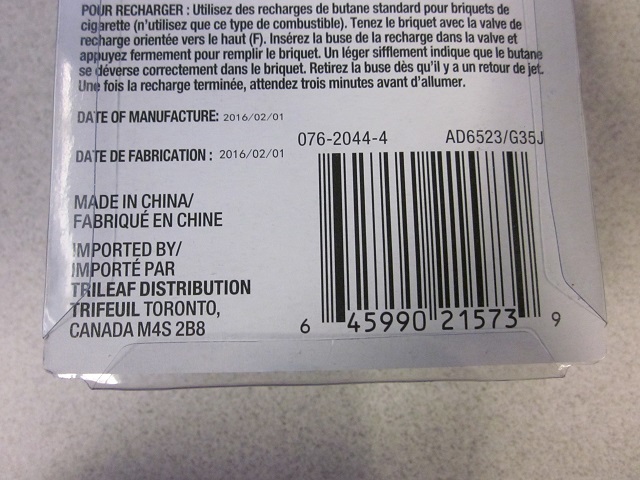 POUR RECHARGER : Utilisez des recharges de butane standard pour briquets de
cigarette (n'utilisez que ce type de combustible). Tenez le briquet avec la valve de
recharge orientée vers le haut (F). Insérez la buse de la recharge dans la valve et
appuyez fermement pour remplir le briquet. Un léger sifflement indique que le butane
se déverse correctement dans le briquet. Retirez la buse dès qu'il y a un retour de jet.
Une fois la recharge terminée, attendez trois minutes avant d'allumer.
DATE OF MANUFACTURE: 2016/02/01
DATE DE FABRICATION : 2016/02/01
076-2044-4 AD6523/G35J
MADE IN CHINA/
FABRIQUÉ EN CHINE
IMPORTED BY/
IMPORTÉ PAR
TRILEAF DISTRIBUTION
TRIFEUIL TORONTO,
CANADA M4S 2B8
6 45990 21573 9